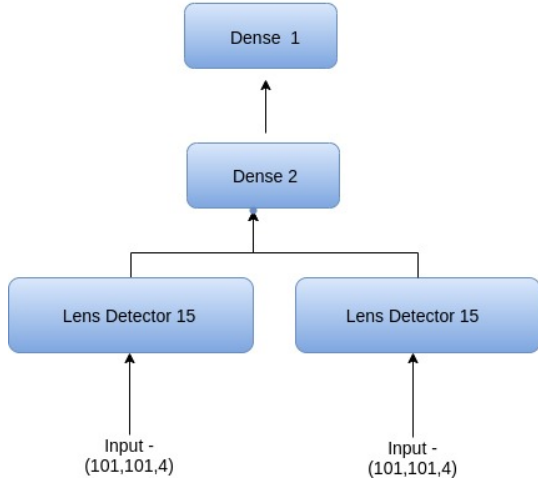 Dense 1
Dense 2
Lens Detector 15
Lens Detector 15
Input -
(101,101,4)
Input -
(101,101,4)